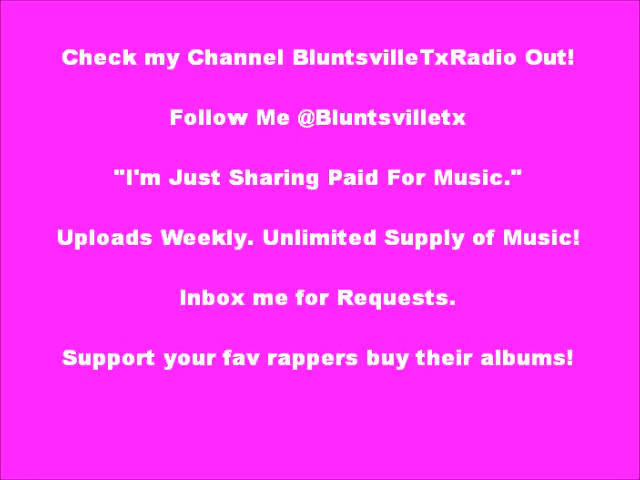 Check my Channel BluntsvilleTxRadio Out!
Follow Me @Bluntsvilletx
"I'm Just Sharing Paid For Music."
Uploads Weekly. Unlimited Supply of Music!
Inbox me for Requests.
Support your fav rappers buy their albums!